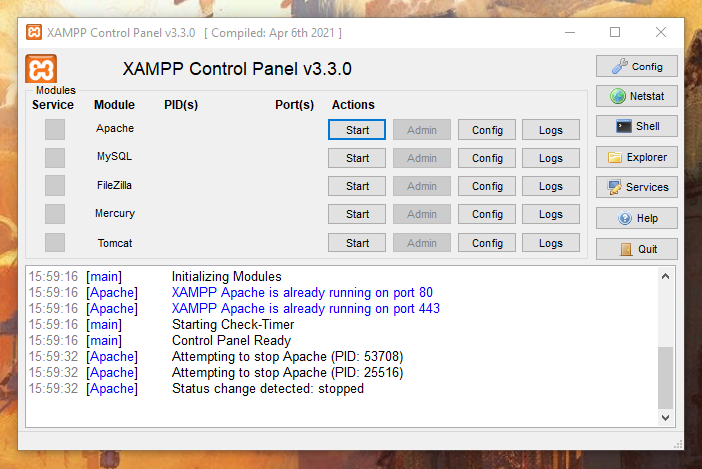 XAMPP Control Panel v3.3.0 [ Compiled: Apr 6th 2021 ]
XAMPP Control Panel v3.3.0
Config
Modules
Service Module PID(s) Port(s) Actions
Netstat
Apache Start Admin Config Logs
Shell
MySQL Start Admin Config Logs
Explorer
FileZilla Start Admin Config Logs
Services
Mercury Start Admin Config Logs
Help
Tomcat Start Admin Config Logs
Quit
15:59:16 [main] Initializing Modules
15:59:16 [Apache] XAMPP Apache is already running on port 80
15:59:16 [Apache] XAMPP Apache is already running on port 443
15:59:16 [main] Starting Check-Timer
15:59:16 [main] Control Panel Ready
15:59:32 [Apache] Attempting to stop Apache (PID: 53708)
15:59:32 [Apache] Attempting to stop Apache (PID: 25516)
15:59:32 [Apache] Status change detected: stopped